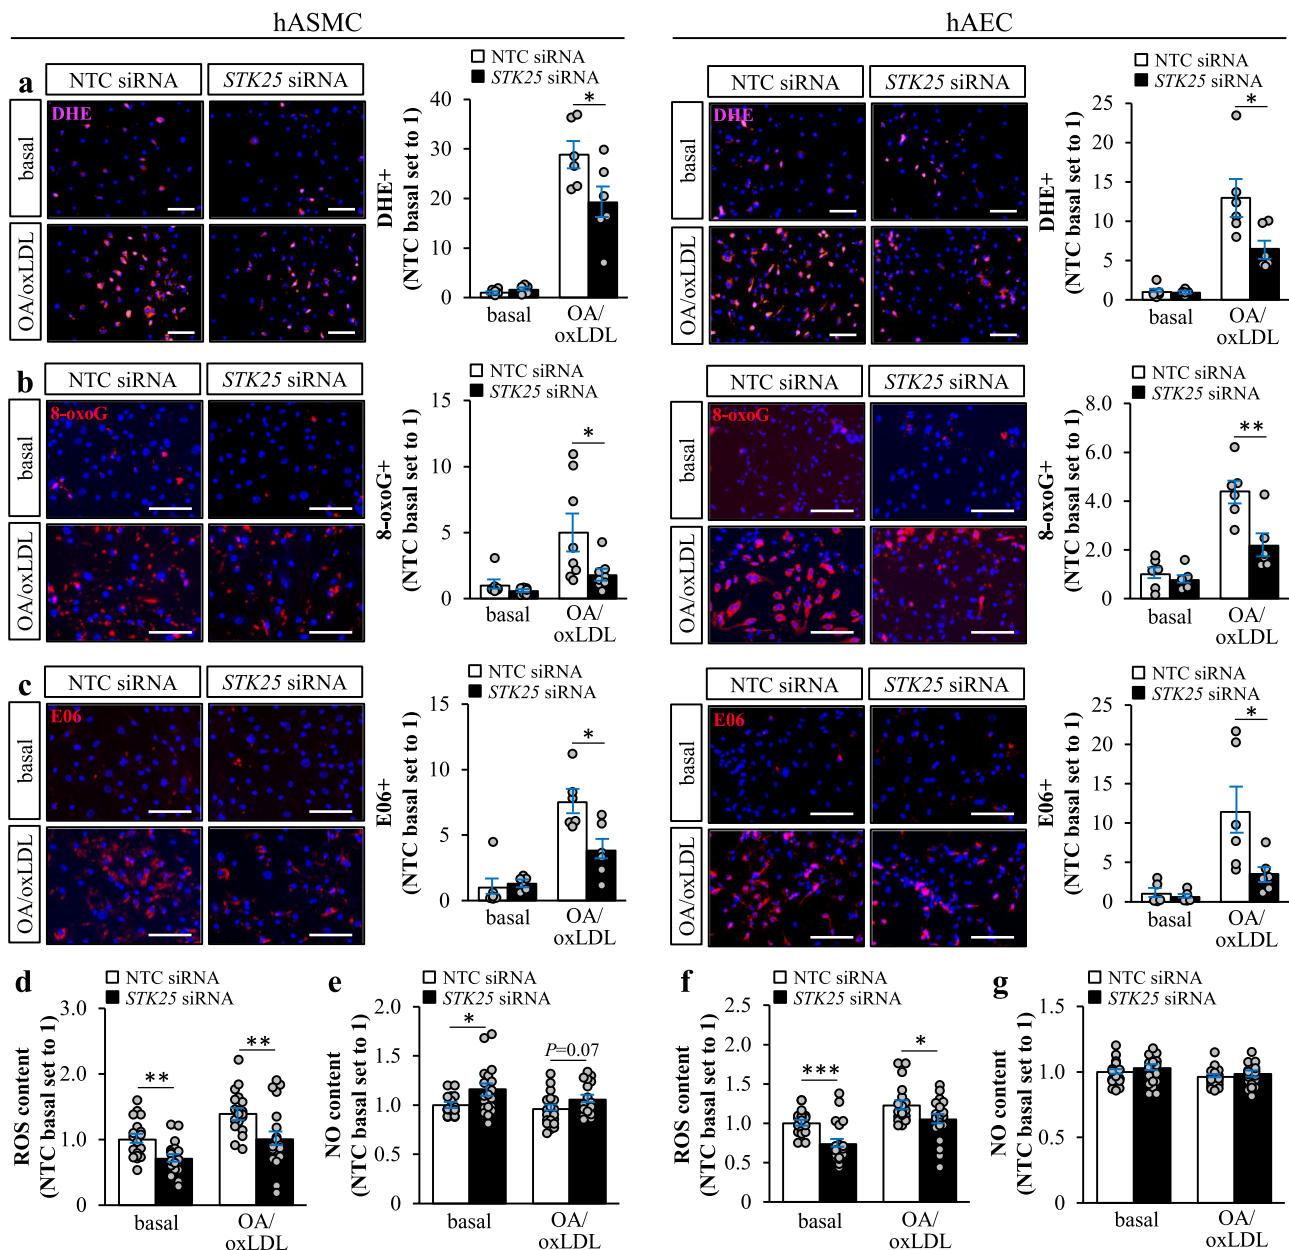 hASMC
hAEC
a
NTC siRNA
STK25 siRNA
basal
OA/oxLDL
DHE
DHE+
(NTC basal set to 1)
NTC siRNA
STK25 siRNA
40
30
20
10
0
*
basal
OA/
oxLDL
NTC siRNA
STK25 siRNA
basal
OA/oxLDL
DHE
DHE+
(NTC basal set to 1)
NTC siRNA
STK25 siRNA
25
20
15
10
5
0
*
basal
OA/
oxLDL
b
NTC siRNA
STK25 siRNA
basal
OA/oxLDL
8-oxoG
8-oxoG+
(NTC basal set to 1)
NTC siRNA
STK25 siRNA
15
10
5
0
*
basal
OA/
oxLDL
NTC siRNA
STK25 siRNA
basal
OA/oxLDL
8-oxoG
8-oxoG+
(NTC basal set to 1)
NTC siRNA
STK25 siRNA
8.0
6.0
4.0
2.0
0
**
basal
OA/
oxLDL
c
NTC siRNA
STK25 siRNA
basal
OA/oxLDL
E06
E06+
(NTC basal set to 1)
NTC siRNA
STK25 siRNA
15
10
5
0
*
basal
OA/
oxLDL
NTC siRNA
STK25 siRNA
basal
OA/oxLDL
E06
E06+
(NTC basal set to 1)
NTC siRNA
STK25 siRNA
25
20
15
10
5
0
*
basal
OA/
oxLDL
d
NTC siRNA
STK25 siRNA
ROS content
(NTC basal set to 1)
3.0
2.0
1.0
0
**
**
basal
OA/
oxLDL
e
NTC siRNA
STK25 siRNA
NO content
(NTC basal set to 1)
2.0
1.5
1.0
0.5
0
*
P=0.07
basal
OA/
oxLDL
f
NTC siRNA
STK25 siRNA
ROS content
(NTC basal set to 1)
2.5
2.0
1.5
1.0
0.5
0
***
*
basal
OA/
oxLDL
g
NTC siRNA
STK25 siRNA
NO content
(NTC basal set to 1)
1.5
1.0
0.5
0
basal
OA/
oxLDL